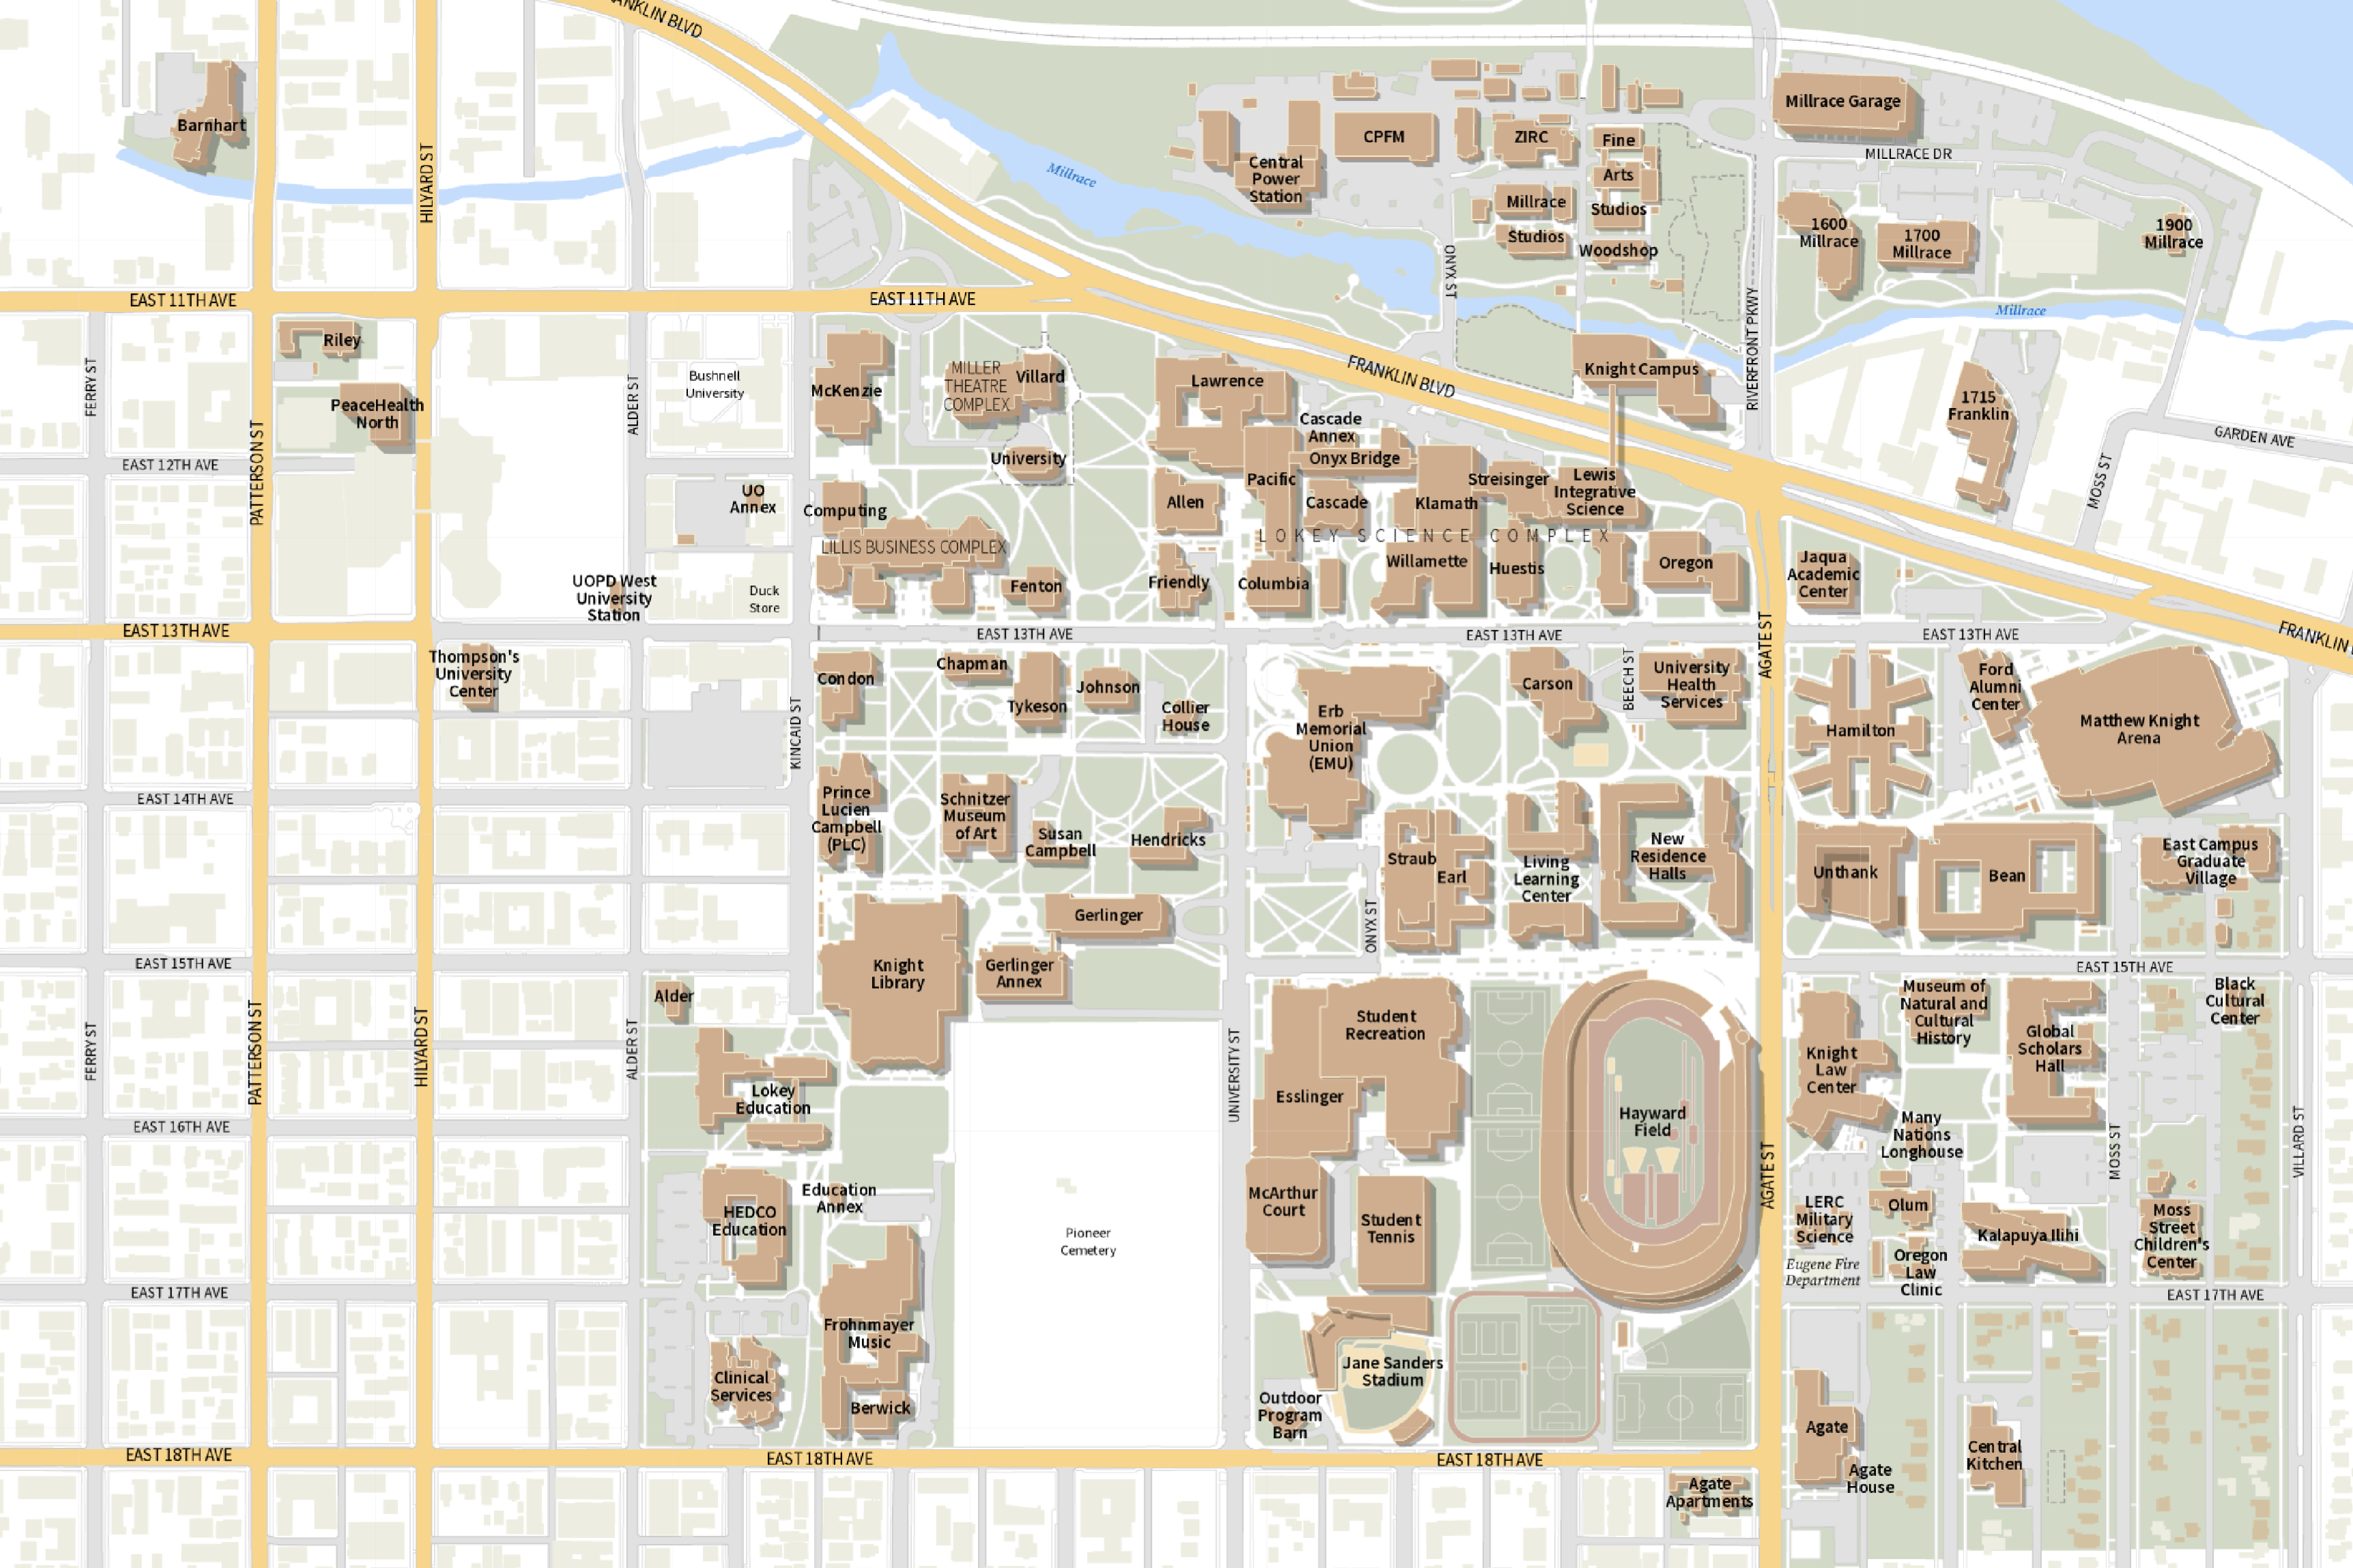 ANKLIN BLVD
Barnhart
HILYARD ST
Millrace
Central
Power
Station
CPFM
ZIRC
Fine
Arts
Studios
Millrace
Studios
Woodshop
Millrace Garage
MILLRACE DR
1600
Millrace
1700
Millrace
1900
Millrace
ONYX ST
RIVERFRONT PKWY
Millrace
EAST 11TH AVE
EAST 11TH AVE
Riley
PeaceHealth
North
FERRY ST
PATTERSON ST
ALDER ST
Bushnell
University
McKenzie
MILLER
THEATRE
COMPLEX
Villard
University
Lawrence
FRANKLIN BLVD
Knight Campus
1715
Franklin
GARDEN AVE
MOSS ST
EAST 12TH AVE
UO
Annex
Computing
LILLIS BUSINESS COMPLEX
Cascade
Annex
Onyx Bridge
Pacific
Allen
Cascade
Klamath
Streisinger
Lewis
Integrative
Science
LOKEY SCIENCE COMPLEX
UOPD West
University
Station
Duck
Store
Fenton
Friendly
Columbia
Willamette
Huestis
Oregon
Jaqua
Academic
Center
EAST 13TH AVE
EAST 13TH AVE
EAST 13TH AVE
EAST 13TH AVE
FRANKLIN
AGATE ST
Thompson's
University
Center
KINCAID ST
Condon
Chapman
Tykeson
Johnson
Collier
House
Erb
Memorial
Union
(EMU)
Carson
BEECH ST
University
Health
Services
Hamilton
Ford
Alumni
Center
Matthew Knight
Arena
EAST 14TH AVE
Prince
Lucien
Campbell
(PLC)
Schnitzer
Museum
of Art
Susan
Campbell
Hendricks
Straub
Earl
Living
Learning
Center
New
Residence
Halls
Unthank
Bean
East Campus
Graduate
Village
Gerlinger
Gerlinger
Annex
Knight
Library
ONYX ST
EAST 15TH AVE
EAST 15TH AVE
Alder
FERRY ST
PATTERSON ST
HILYARD ST
ALDER ST
UNIVERSITY ST
Lokey
Education
Student
Recreation
Esslinger
Hayward
Field
Knight
Law
Center
Museum of
Natural and
Cultural
History
Global
Scholars
Hall
Black
Cultural
Center
Many
Nations
Longhouse
EAST 16TH AVE
AGATE ST
MOSS ST
VILLARD ST
HEDCO
Education
Education
Annex
Pioneer
Cemetery
McArthur
Court
Student
Tennis
LERC
Military
Science
Olum
Kalapuya Ilihi
Moss
Street
Children's
Center
Eugene Fire
Department
Oregon
Law
Clinic
EAST 17TH AVE
EAST 17TH AVE
Frohnmayer
Music
Clinical
Services
Berwick
Jane Sanders
Stadium
Outdoor
Program
Barn
Agate
Agate
House
Central
Kitchen
EAST 18TH AVE
EAST 18TH AVE
EAST 18TH AVE
Agate
Apartments